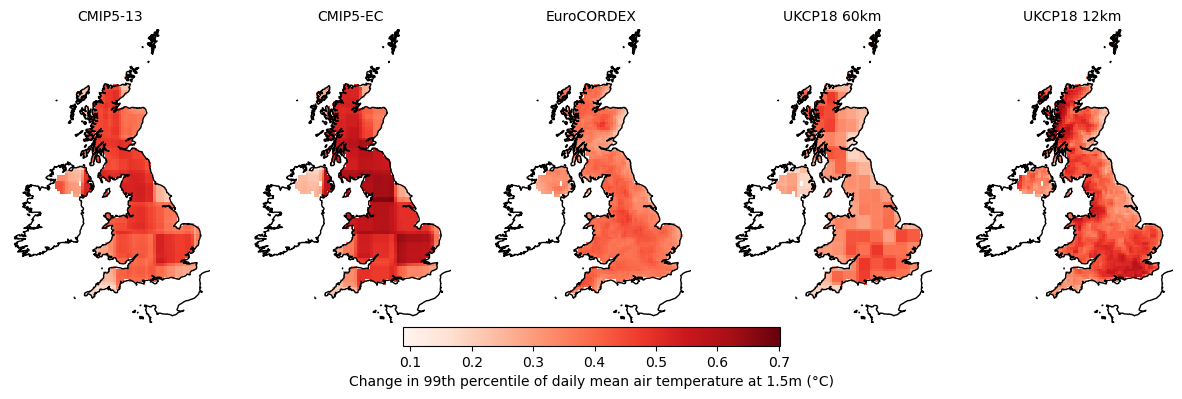 CMIP5-13 CMIP5-EC EuroCORDEX UKCP18 60km UKCP18 12km
0.1 0.2 0.3 0.4 0.5 0.6 0.7
Change in 99th percentile of daily mean air temperature at 1.5m (°C)